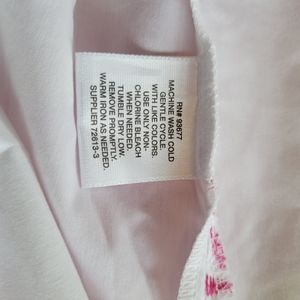 RN# 93677
MACHINE WASH COLD
GENTLE CYCLE.
WITH LIKE COLORS.
USE ONLY NON-
CHLORINE BLEACH
WHEN NEEDED.
TUMBLE DRY LOW.
REMOVE PROMPTLY.
WARM IRON AS NEEDED.
SUPPLIER 72613-3